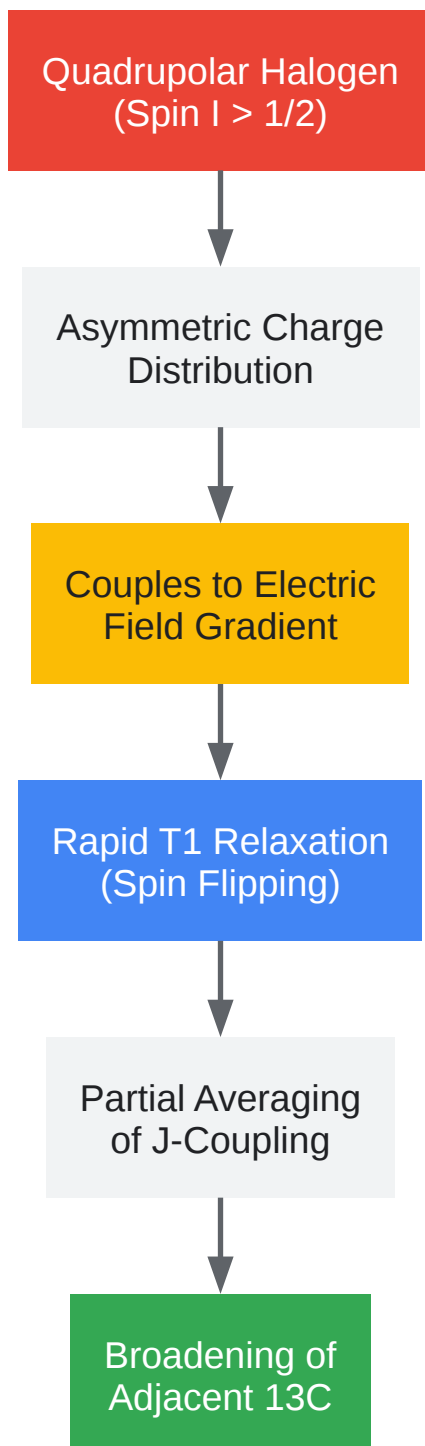 Quadrupolar Halogen
(Spin I > 1/2)
Asymmetric Charge
Distribution
Couples to Electric
Field Gradient
Rapid T1 Relaxation
(Spin Flipping)
Partial Averaging
of J-Coupling
Broadening of
Adjacent 13C